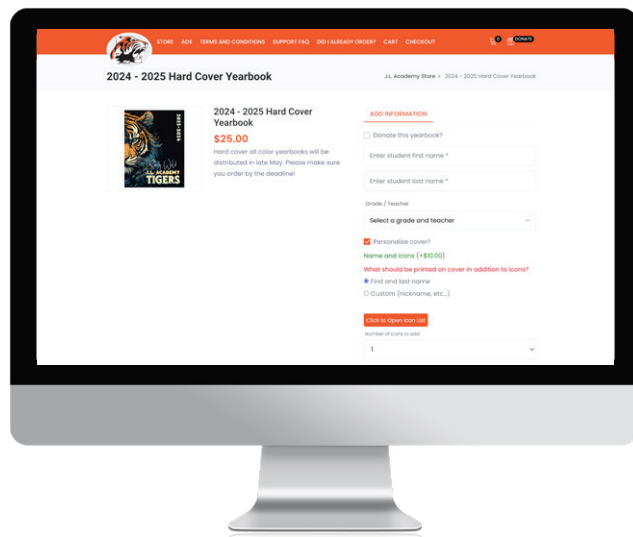 STORE ADS TERMS AND CONDITIONS SUPPORT FAQ DID I ALREADY ORDER? CART CHECKOUT 0 DONATE
2024 - 2025 Hard Cover Yearbook
J.L. Academy Store > 2024 - 2025 Hard Cover Yearbook
2023-2024
J.L. ACADEMY
TIGERS
2024 - 2025 Hard Cover
Yearbook
$25.00
Hard cover all color yearbooks will be
distributed in late May. Please make sure
you order by the deadline!
ADD INFORMATION
Donate this yearbook?
Enter student first name *
Enter student last name *
Grade / Teacher
Select a grade and teacher
Personalize cover?
Name and Icons (+$10.00)
What should be printed on cover in addition to icons?
First and last name
Custom (nickname, etc...)
Click to Open Icon List
Number of icons to add
1